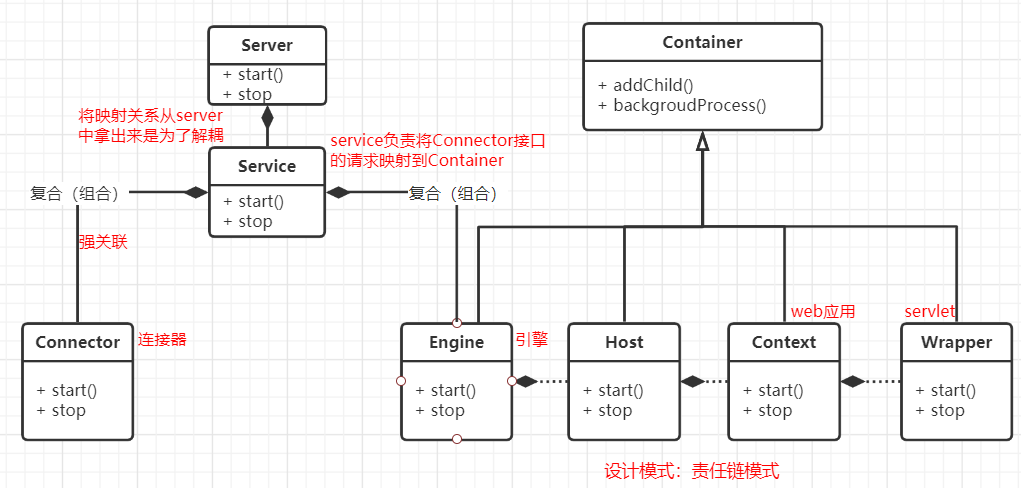 Server
+ start()
+ stop
将映射关系从server
中拿出来是为了解耦
Service
+ start()
+ stop
service负责将Connector接口
的请求映射到Container
复合（组合）
复合（组合）
强关联
Container
+ addChild()
+ backgroudProcess()
Connector
+ start()
+ stop
连接器
Engine
+ start()
+ stop
引擎
Host
+ start()
+ stop
web应用
Context
+ start()
+ stop
servlet
Wrapper
+ start()
+ stop
设计模式：责任链模式